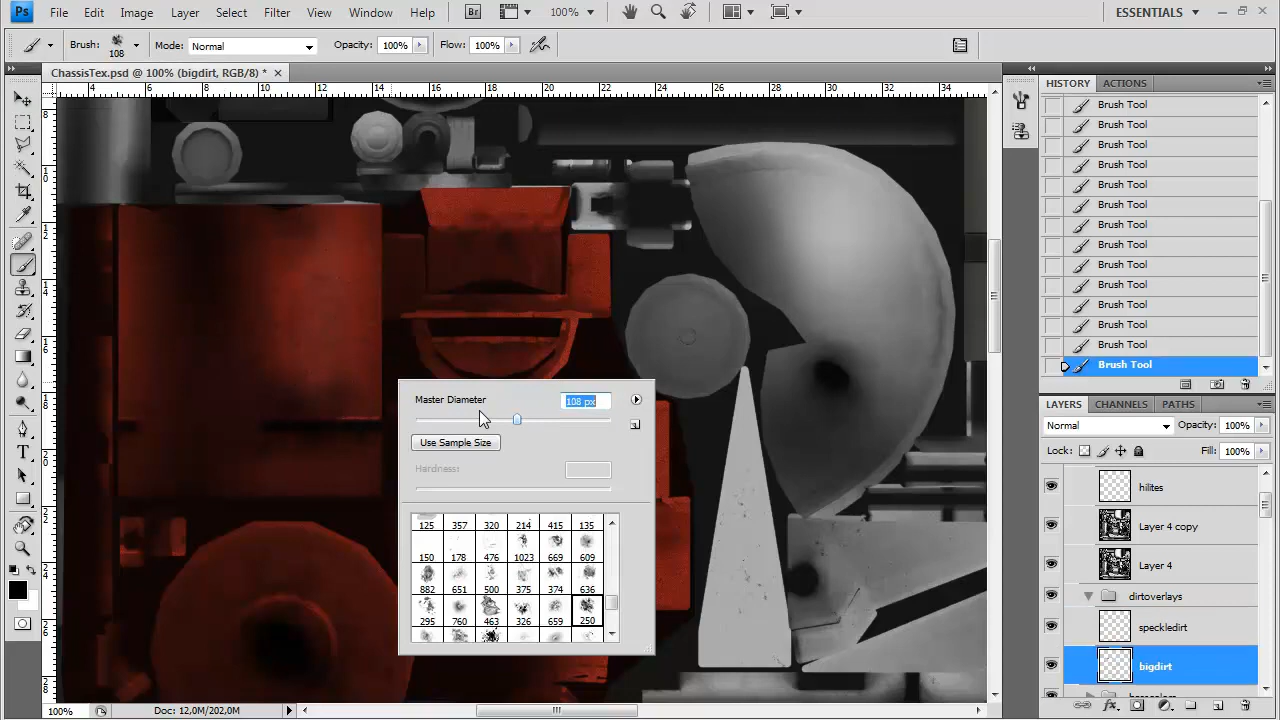 Ps File Edit Image Layer Select Filter View Window Help Br 100% ESSENTIALS
Brush: 108 Mode: Normal Opacity: 100% Flow: 100%
ChassisTex.psd @ 100% (bigdirt, RGB/8) *
4 6 8 10 12 14 16 18 20 22 24 26 28 30 32 34
HISTORY ACTIONS
Brush Tool
Brush Tool
Brush Tool
Brush Tool
Brush Tool
Brush Tool
Brush Tool
Brush Tool
Brush Tool
Brush Tool
Brush Tool
Brush Tool
Brush Tool
Brush Tool
Master Diameter 108 px
Use Sample Size
Hardness:
125 357 320 214 415 135
150 178 476 1023 669 609
882 651 500 375 374 636
295 760 463 326 659 250
LAYERS CHANNELS PATHS
Normal Opacity: 100%
Lock: Fill: 100%
hilites
Layer 4 copy
Layer 4
dirtoverlays
speckledirt
bigdirt
100% Doc: 12,0M/202,0M